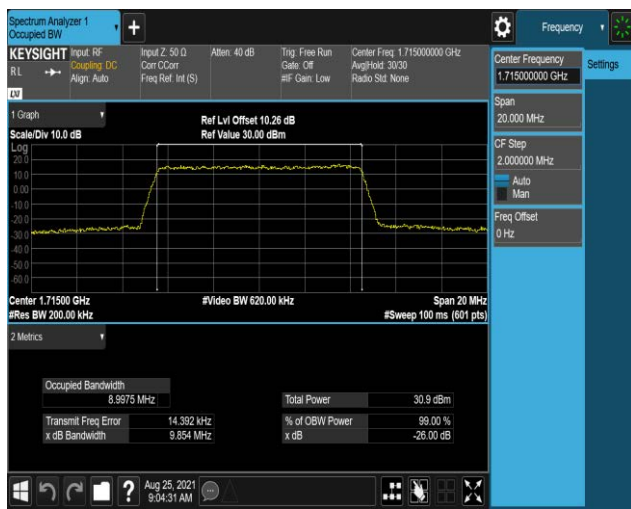 Spectrum Analyzer 1
Occupied BW
Frequency
KEYSIGHT
RL
LXI
Input: RF
Coupling: DC
Align: Auto
Input Z: 50 Ω
Corr CCorr
Freq Ref: Int (S)
Atten: 40 dB
Trig: Free Run
Gate: Off
#IF Gain: Low
Center Freq: 1.715000000 GHz
Avg|Hold: 30/30
Radio Std: None
Center Frequency
1.715000000 GHz
Settings
Span
20.000 MHz
CF Step
2.000000 MHz
Auto
Man
Freq Offset
0 Hz
1 Graph
Scale/Div 10.0 dB
Ref Lvl Offset 10.26 dB
Ref Value 30.00 dBm
Log
20.0
10.0
0.00
-10.0
-20.0
-30.0
-40.0
-50.0
-60.0
Center 1.71500 GHz
#Video BW 620.00 kHz
Span 20 MHz
#Res BW 200.00 kHz
#Sweep 100 ms (601 pts)
2 Metrics
Occupied Bandwidth
8.9975 MHz
Total Power 30.9 dBm
Transmit Freq Error 14.392 kHz
% of OBW Power 99.00 %
x dB Bandwidth 9.854 MHz
x dB -26.00 dB
?
Aug 25, 2021
9:04:31 AM